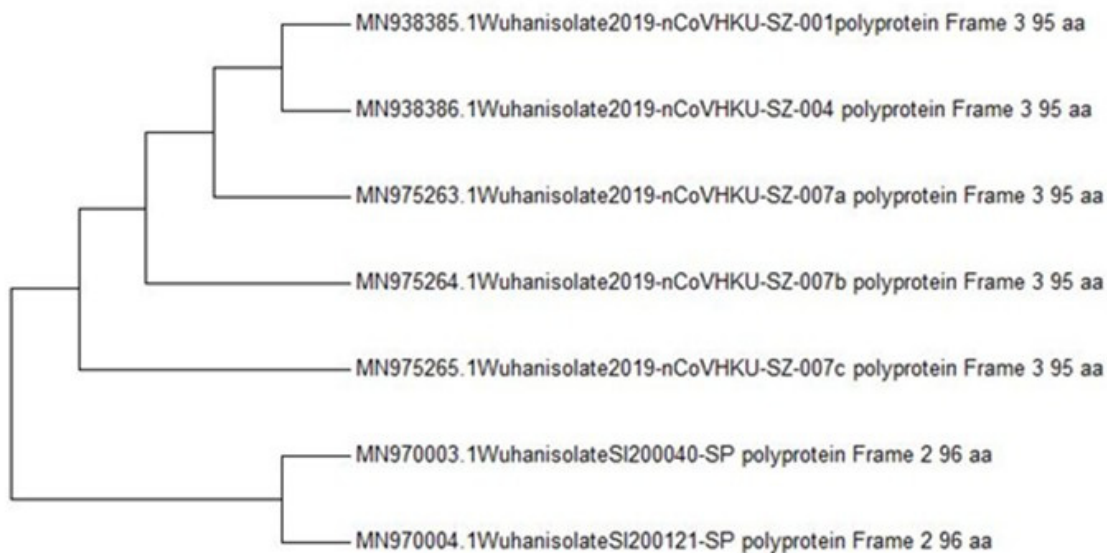 MN938385.1Wuhanisolate2019-nCoVHKU-SZ-001polyprotein Frame 3 95 aa
MN938386.1Wuhanisolate2019-nCoVHKU-SZ-004 polyprotein Frame 3 95 aa
MN975263.1Wuhanisolate2019-nCoVHKU-SZ-007a polyprotein Frame 3 95 aa
MN975264.1Wuhanisolate2019-nCoVHKU-SZ-007b polyprotein Frame 3 95 aa
MN975265.1Wuhanisolate2019-nCoVHKU-SZ-007c polyprotein Frame 3 95 aa
MN970003.1WuhanisolateSI200040-SP polyprotein Frame 2 96 aa
MN970004.1WuhanisolateSI200121-SP polyprotein Frame 2 96 aa